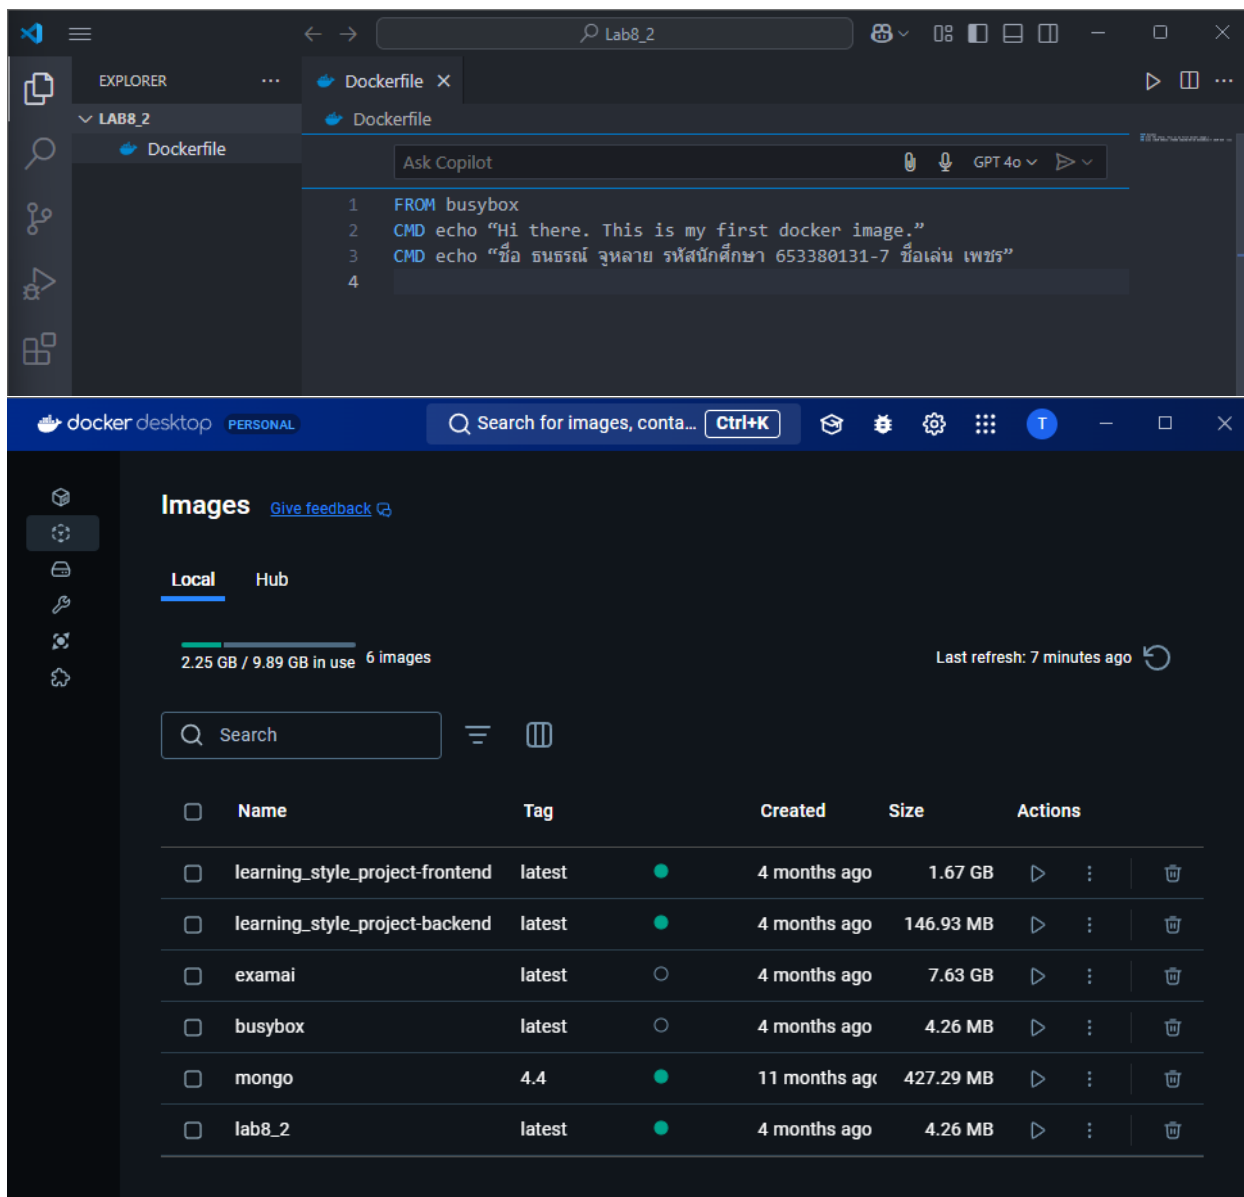 Lab8_2
EXPLORER ...
Dockerfile
LAB8_2
Dockerfile
Dockerfile
Ask Copilot GPT 4o
1 FROM busybox
2 CMD echo “Hi there. This is my first docker image.”
3 CMD echo “ชื่อ ธนธรณ์ จูหลาย รหัสนักศึกษา 653380131-7 ชื่อเล่น เพชร”
4
docker desktop PERSONAL Search for images, conta... Ctrl+K T
Images Give feedback
Local Hub
2.25 GB / 9.89 GB in use 6 images Last refresh: 7 minutes ago
Search
Name Tag Created Size Actions
learning_style_project-frontend latest 4 months ago 1.67 GB
learning_style_project-backend latest 4 months ago 146.93 MB
examai latest 4 months ago 7.63 GB
busybox latest 4 months ago 4.26 MB
mongo 4.4 11 months ago 427.29 MB
lab8_2 latest 4 months ago 4.26 MB